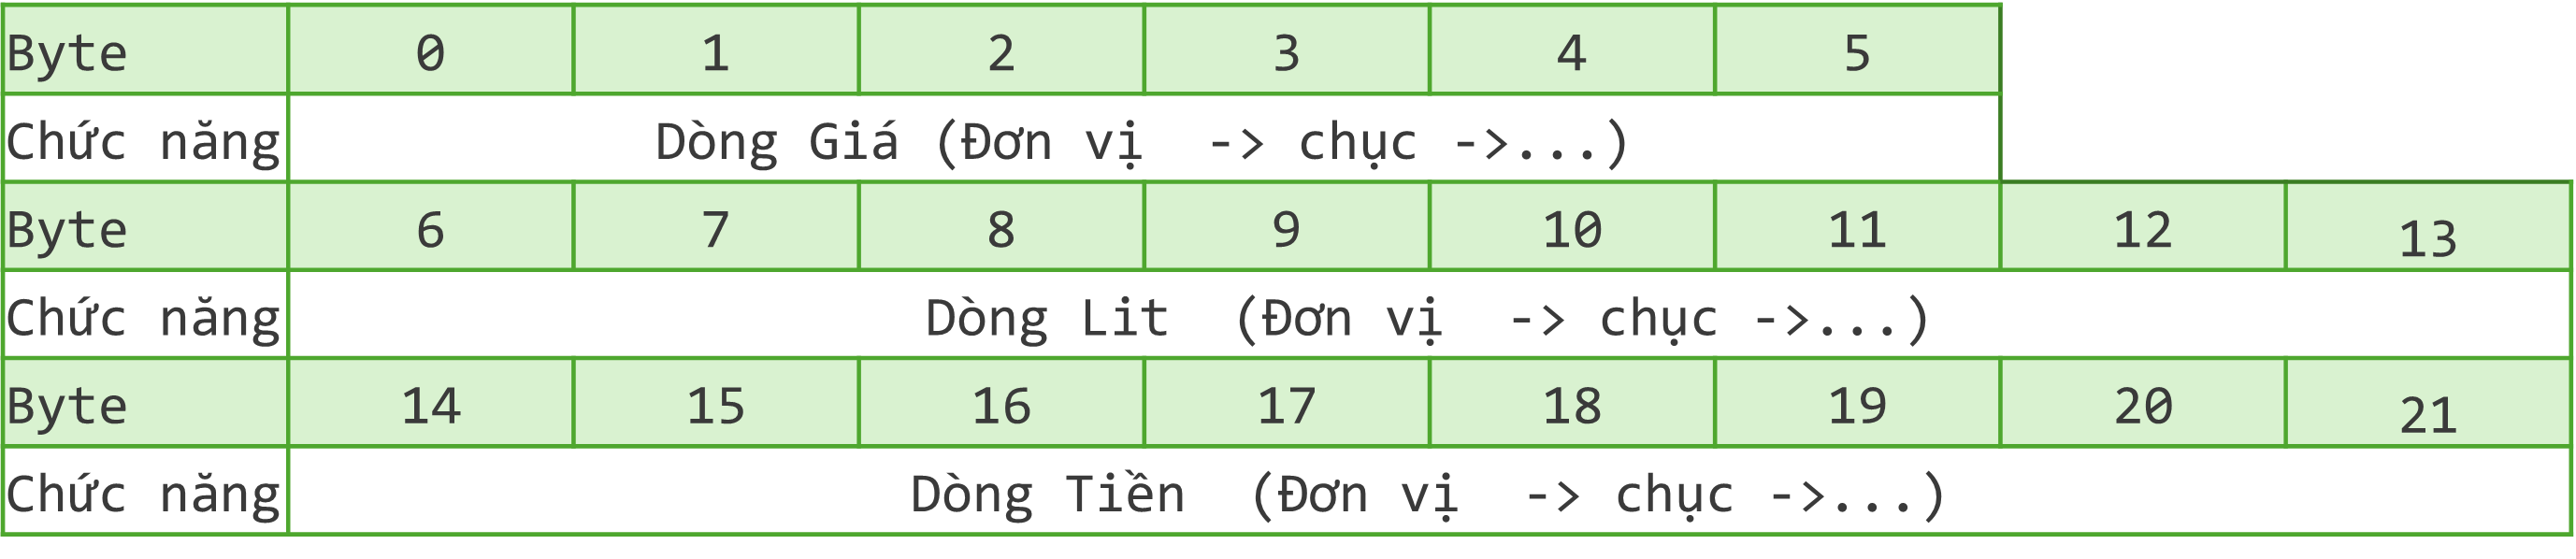 Byte 0 1 2 3 4 5
Chức năng Dòng Giá (Đơn vị -> chục ->...)
Byte 6 7 8 9 10 11 12 13
Chức năng Dòng Lit (Đơn vị -> chục ->...)
Byte 14 15 16 17 18 19 20 21
Chức năng Dòng Tiền (Đơn vị -> chục ->...)